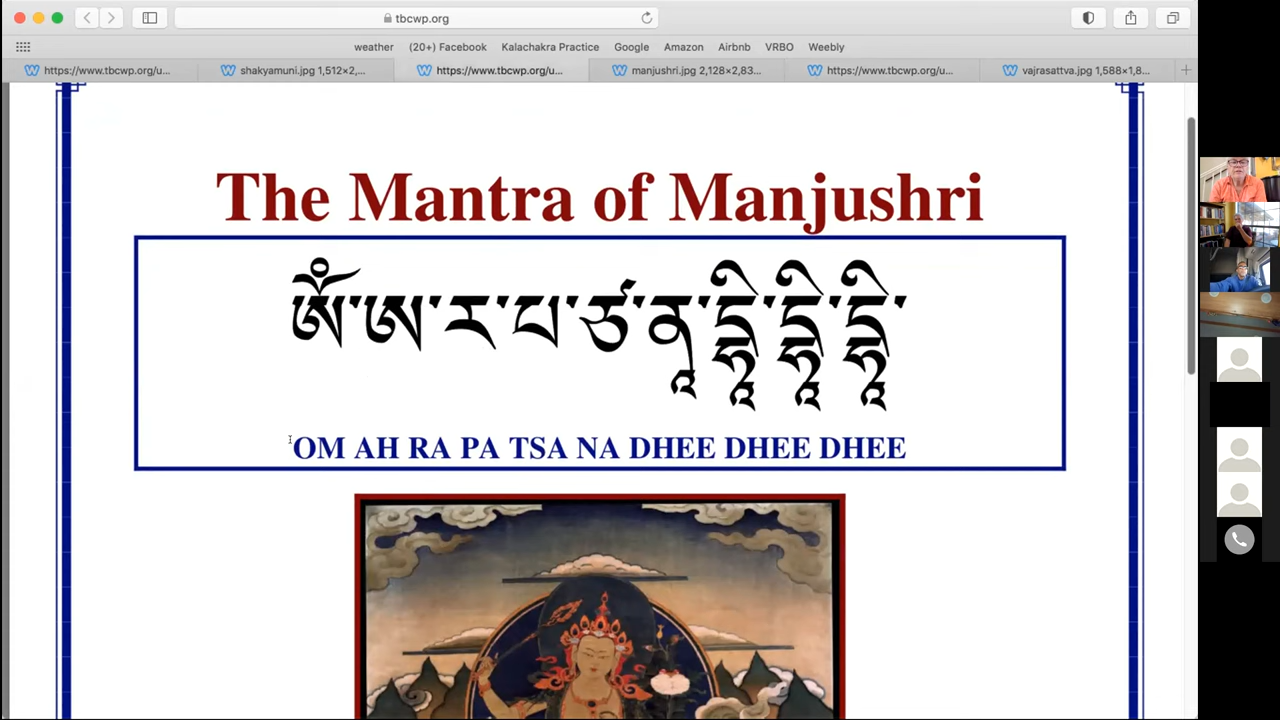 tbcwp.org
weather (20+) Facebook Kalachakra Practice Google Amazon Airbnb VRBO Weebly
https://www.tbcwp.org/u... shakyamuni.jpg 1,512×2,... https://www.tbcwp.org/u... manjushri.jpg 2,128×2,83... https://www.tbcwp.org/u... vajrasattva.jpg 1,588×1,8...
The Mantra of Manjushri
ཨོཾ་ཨ་ར་པ་ཙ་ནཱ་དྷཱི་དྷཱི་དྷཱི་
OM AH RA PA TSA NA DHEE DHEE DHEE